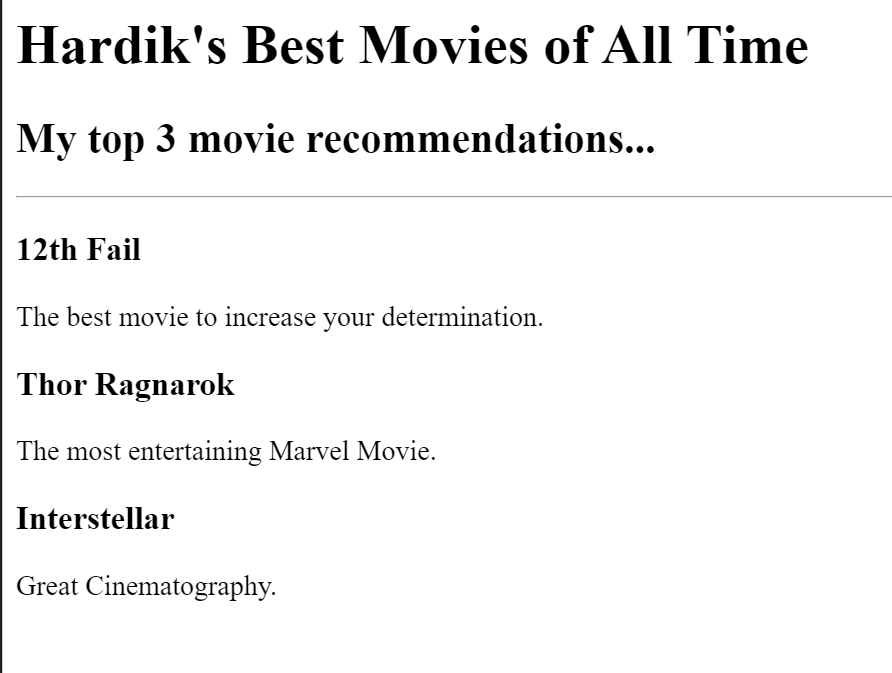 Hardik's Best Movies of All Time
My top 3 movie recommendations...
12th Fail
The best movie to increase your determination.
Thor Ragnarok
The most entertaining Marvel Movie.
Interstellar
Great Cinematography.